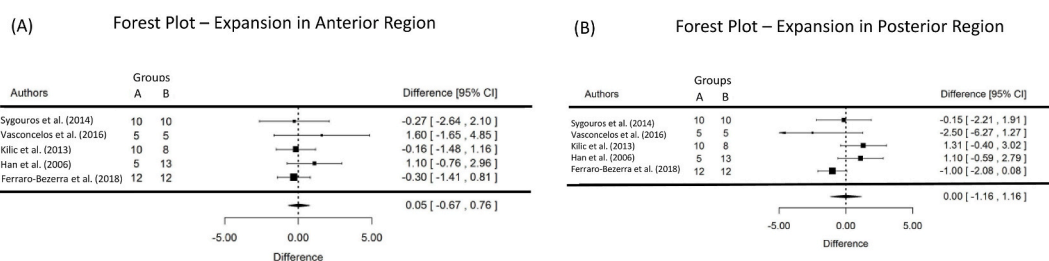 (A) Forest Plot – Expansion in Anterior Region
Groups
Authors A B Difference [95% CI]
Sygouros et al. (2014) 10 10 -0.27 [ -2.64 , 2.10 ]
Vasconcelos et al. (2016) 5 5 1.60 [ -1.65 , 4.85 ]
Kilic et al. (2013) 10 8 -0.16 [ -1.48 , 1.16 ]
Han et al. (2006) 5 13 1.10 [ -0.76 , 2.96 ]
Ferraro-Bezerra et al. (2018) 12 12 -0.30 [ -1.41 , 0.81 ]
0.05 [ -0.67 , 0.76 ]
-5.00 0.00 5.00
Difference
(B) Forest Plot – Expansion in Posterior Region
Groups
Authors A B Difference [95% CI]
Sygouros et al. (2014) 10 10 -0.15 [ -2.21 , 1.91 ]
Vasconcelos et al. (2016) 5 5 -2.50 [ -6.27 , 1.27 ]
Kilic et al. (2013) 10 8 1.31 [ -0.40 , 3.02 ]
Han et al. (2006) 5 13 1.10 [ -0.59 , 2.79 ]
Ferraro-Bezerra et al. (2018) 12 12 -1.00 [ -2.08 , 0.08 ]
0.00 [ -1.16 , 1.16 ]
-5.00 0.00 5.00
Difference